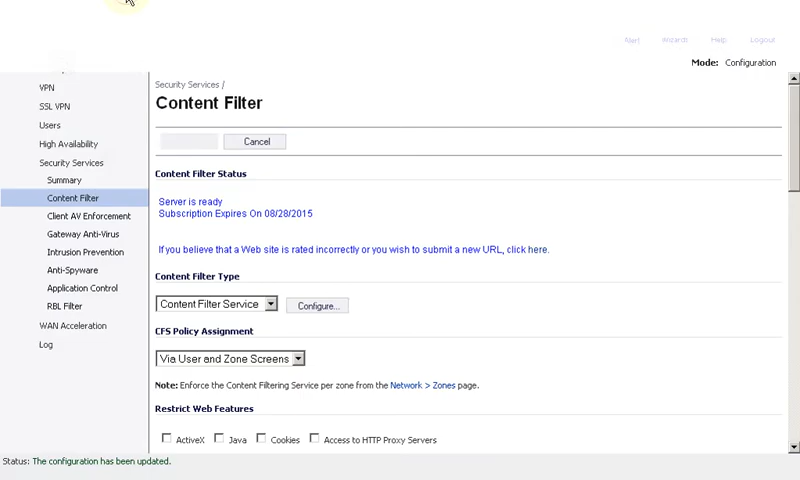 Alert Wizards Help Logout
Mode: Configuration
VPN
SSL VPN
Users
High Availability
Security Services
Summary
Content Filter
Client AV Enforcement
Gateway Anti-Virus
Intrusion Prevention
Anti-Spyware
Application Control
RBL Filter
WAN Acceleration
Log
Security Services /
Content Filter
Cancel
Content Filter Status
Server is ready
Subscription Expires On 08/28/2015
If you believe that a Web site is rated incorrectly or you wish to submit a new URL, click here.
Content Filter Type
Content Filter Service Configure...
CFS Policy Assignment
Via User and Zone Screens
Note: Enforce the Content Filtering Service per zone from the Network > Zones page.
Restrict Web Features
ActiveX Java Cookies Access to HTTP Proxy Servers
Status: The configuration has been updated.